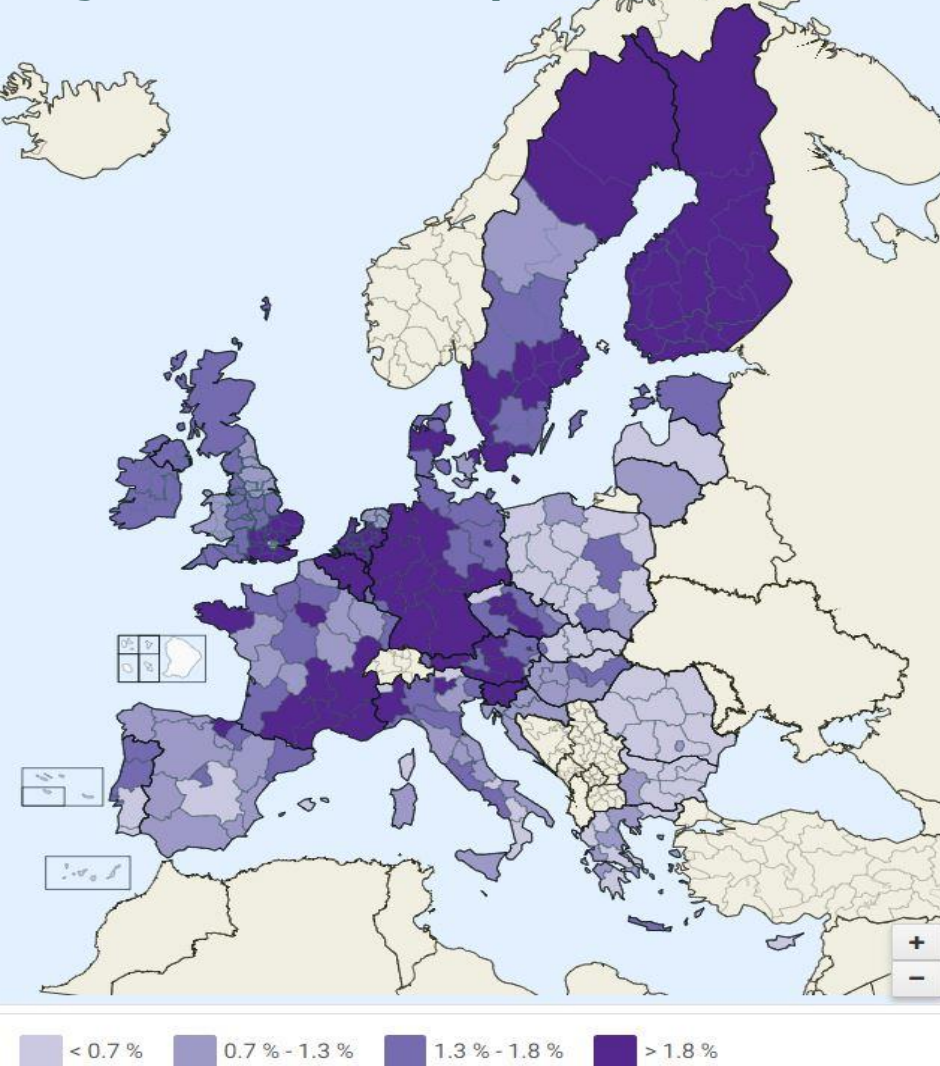 +
−
< 0.7 %
0.7 % - 1.3 %
1.3 % - 1.8 %
> 1.8 %